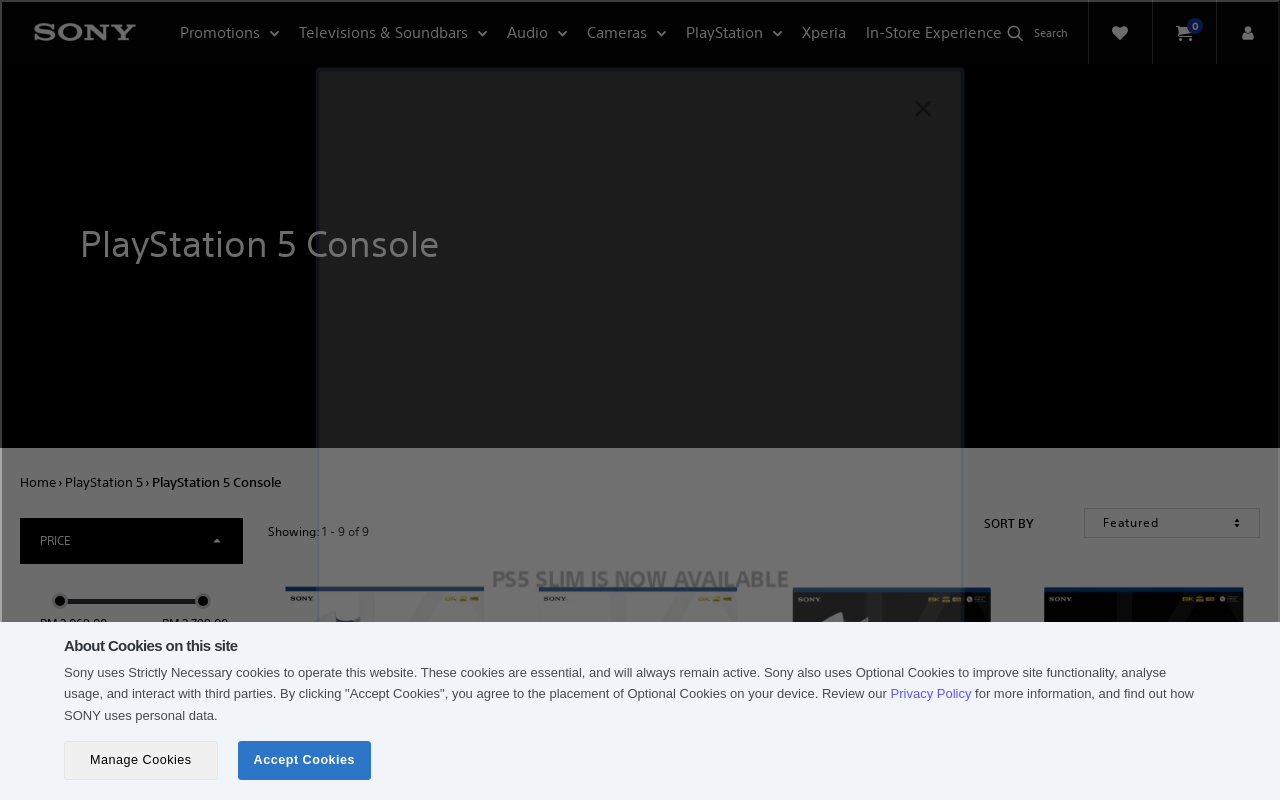 SONY
Promotions Televisions & Soundbars Audio Cameras PlayStation Xperia In-Store Experience Search 0
PlayStation 5 Console
Home › PlayStation 5 › PlayStation 5 Console
PRICE
Showing: 1 - 9 of 9
SORT BY Featured
PS5 SLIM IS NOW AVAILABLE
SONY SONY SONY SONY
About Cookies on this site
Sony uses Strictly Necessary cookies to operate this website. These cookies are essential, and will always remain active. Sony also uses Optional Cookies to improve site functionality, analyse
usage, and interact with third parties. By clicking "Accept Cookies", you agree to the placement of Optional Cookies on your device. Review our Privacy Policy for more information, and find out how
SONY uses personal data.
Manage Cookies Accept Cookies